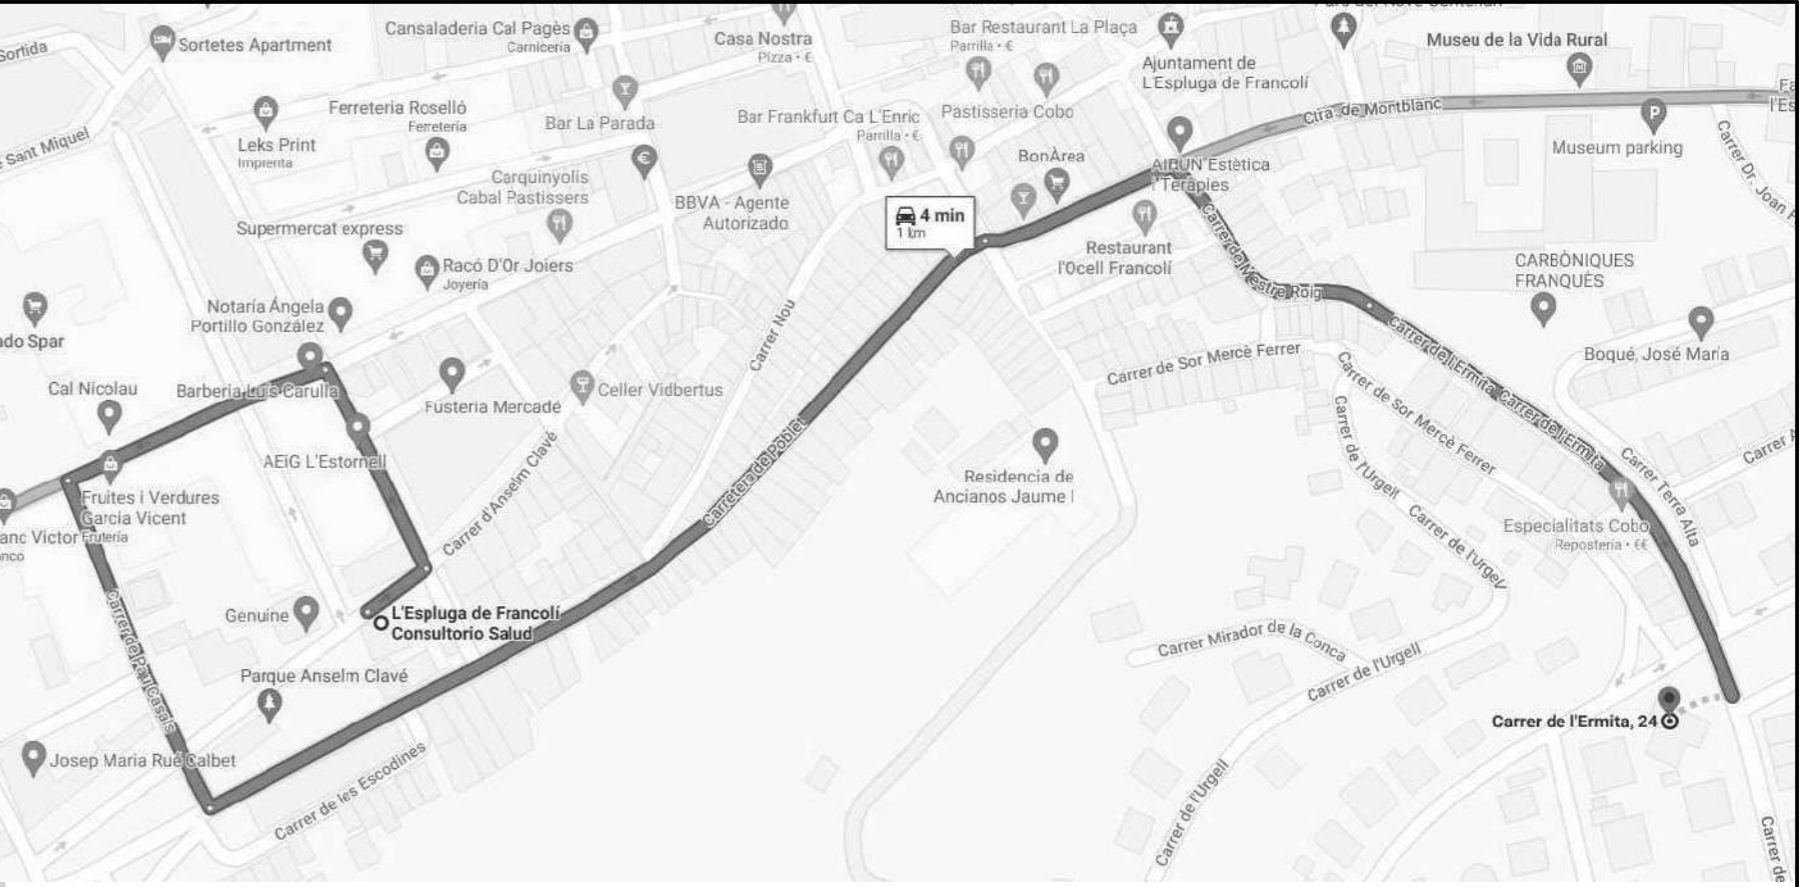 Sortida
Sortetes Apartment
Cansaladeria Cal Pagès
Carniceria
Casa Nostra
Pizza • €
Bar Restaurant La Plaça
Parrilla • €
Ajuntament de
L'Espluga de Francolí
Museu de la Vida Rural
Ferreteria Roselló
Ferreteria
Leks Print
Imprenta
Sant Miquel
Bar La Parada
Bar Frankfurt Ca L'Enric
Parrilla • €
Pastisseria Cobo
Ctra. de Montblanc
Museum parking
Carrer Dr. Joan
BonÀrea
AIBUN Estètica
i Teràpies
Carquinyolis
Cabal Pastissers
BBVA - Agente
Autorizado
4 min
1 km
Supermercat express
Racó D'Or Joiers
Joyería
Restaurant
l'Ocell Francolí
Carrer de Mestre Roig
CARBÒNIQUES
FRANQUÈS
Notaría Ángela
Portillo González
ado Spar
Carrer Nou
Carrer de Sor Mercè Ferrer
Boqué, José María
Cal Nicolau
Barbería Luis Carulla
Fusteria Mercadé
Celler Vidbertus
Carrer de l'Ermita
Carrer de l'Ermita
Carrer de Sor Mercè Ferrer
Carrer de l'Urgell
AEiG L'Estornell
Carrer d'Anselm Clavé
Carretera de Poblet
Residencia de
Ancianos Jaume I
Carrer Terra Alta
Carrer A
Fruites i Verdures
Garcia Vicent
Frutería
anc Victor
nco
Carrer de l'Urgell
Especialitats Cobo
Repostería • €€
Carrer de Pau Casals
Genuine
L'Espluga de Francolí
Consultorio Salud
Carrer Mirador de la Conca
Carrer de l'Urgell
Parque Anselm Clavé
Carrer de l'Ermita, 24
Josep Maria Rué Calbet
Carrer de les Escodines
Carrer de l'Urgell
Carrer de